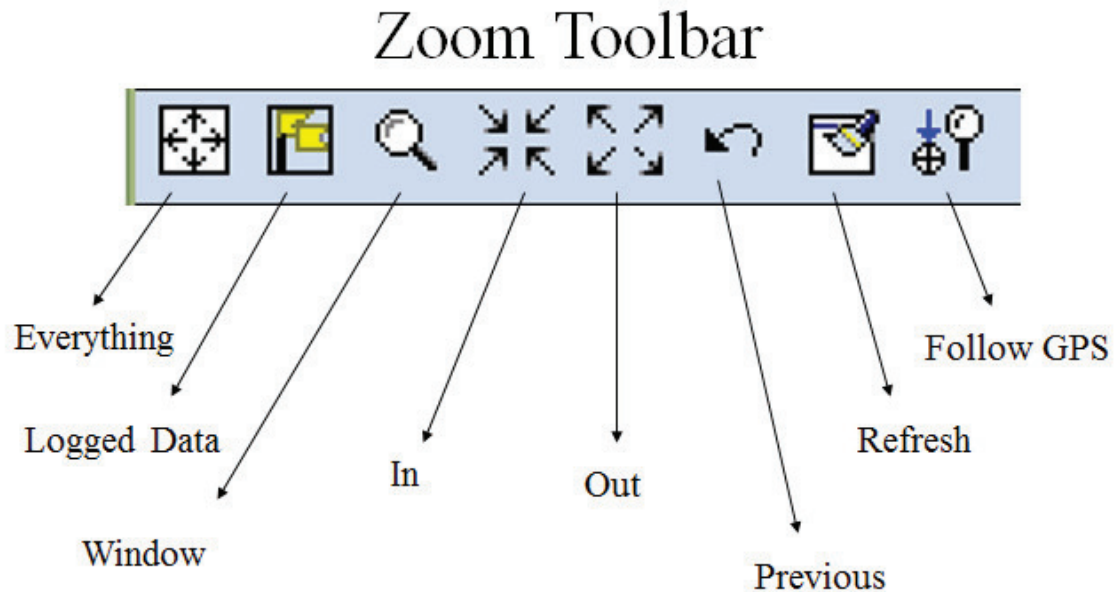 Zoom Toolbar
Everything
Follow GPS
Logged Data
Refresh
In
Out
Window
Previous